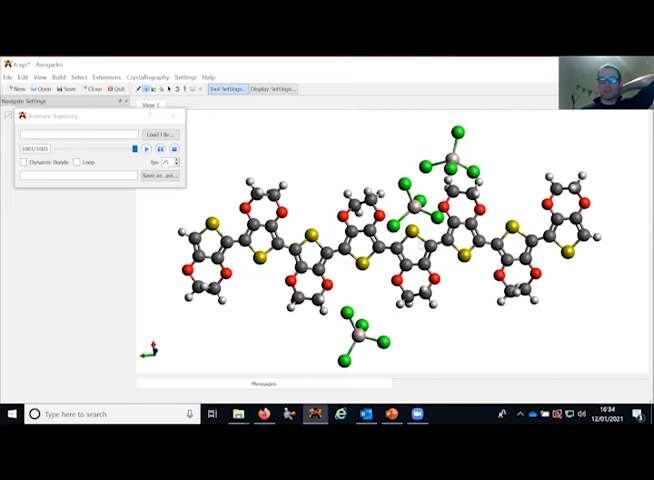 h.xyz* - Avogadro
File Edit View Build Select Extensions CrystalLography Settings Help
New Open Save Close Quit Tool Settings... Display Settings...
Navigate Settings
View 1
Animate Trajectory ?
Load File...
1001/1001
Dynamic Bonds Loop fps 25
Save as .avi...
Messages
Type here to search
16:34
12/01/2021